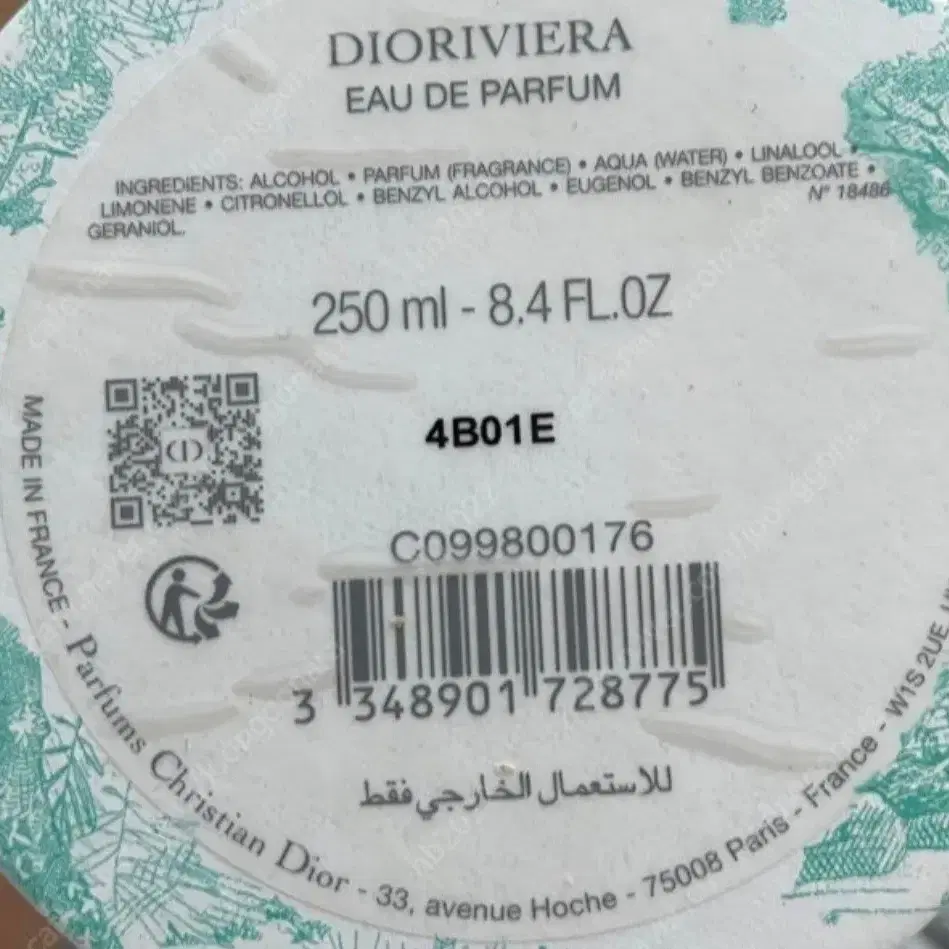 DIORIVIERA
EAU DE PARFUM
INGREDIENTS: ALCOHOL • PARFUM (FRAGRANCE) • AQUA (WATER) • LINALOOL •
LIMONENE • CITRONELLOL • BENZYL ALCOHOL • EUGENOL • BENZYL BENZOATE •
GERANIOL.
N° 18486
250 ml - 8.4 FL.OZ
4B01E
C099800176
3 348901 728775
للاستعمال الخارجي فقط
MADE IN FRANCE - Parfums Christian Dior - 33, avenue Hoche - 75008 Paris - France - W1S 2UE